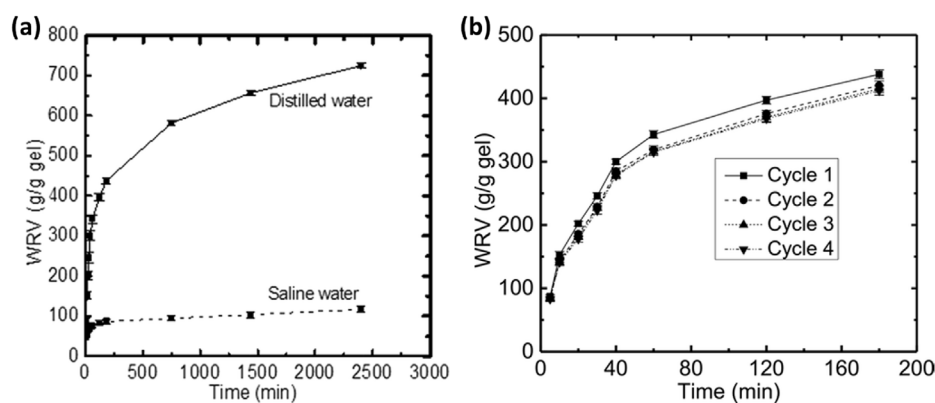 (a)
800
700
600
500
400
300
200
100
0
WRV (g/g gel)
Distilled water
Saline water
0 500 1000 1500 2000 2500 3000
Time (min)
(b)
400
300
200
100
0
WRV (g/g gel)
Cycle 1
Cycle 2
Cycle 3
Cycle 4
0 40 80 120 160 200
Time (min)